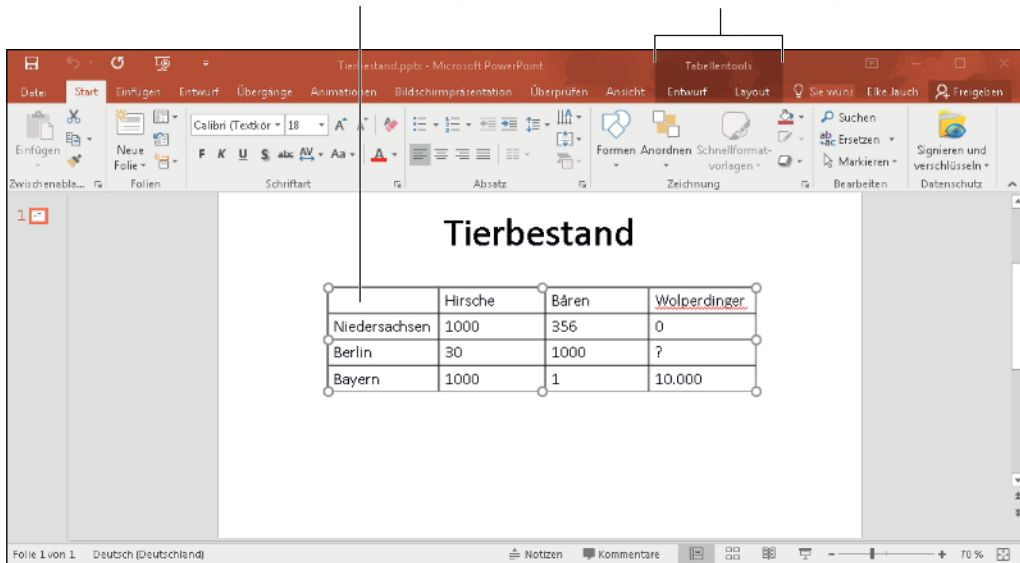 Tierbestand.pptx - Microsoft PowerPoint
Tabellentools
Datei Start Einfügen Entwurf Übergänge Animationen Bildschirmpräsentation Überprüfen Ansicht Entwurf Layout Sie wüns Elke Jauch Freigeben
Einfügen
Neue Folie
Calibri (Textkör 18
F K U S abc AV Aa A
Formen Anordnen Schnellformat-vorlagen
Suchen
Ersetzen
Markieren
Signieren und verschlüsseln
Zwischenabla... Folien Schriftart Absatz Zeichnung Bearbeiten Datenschutz
1
Tierbestand
Hirsche Bären Wolperdinger
Niedersachsen 1000 356 0
Berlin 30 1000 ?
Bayern 1000 1 10.000
Folie 1 von 1 Deutsch (Deutschland) Notizen Kommentare 70 %